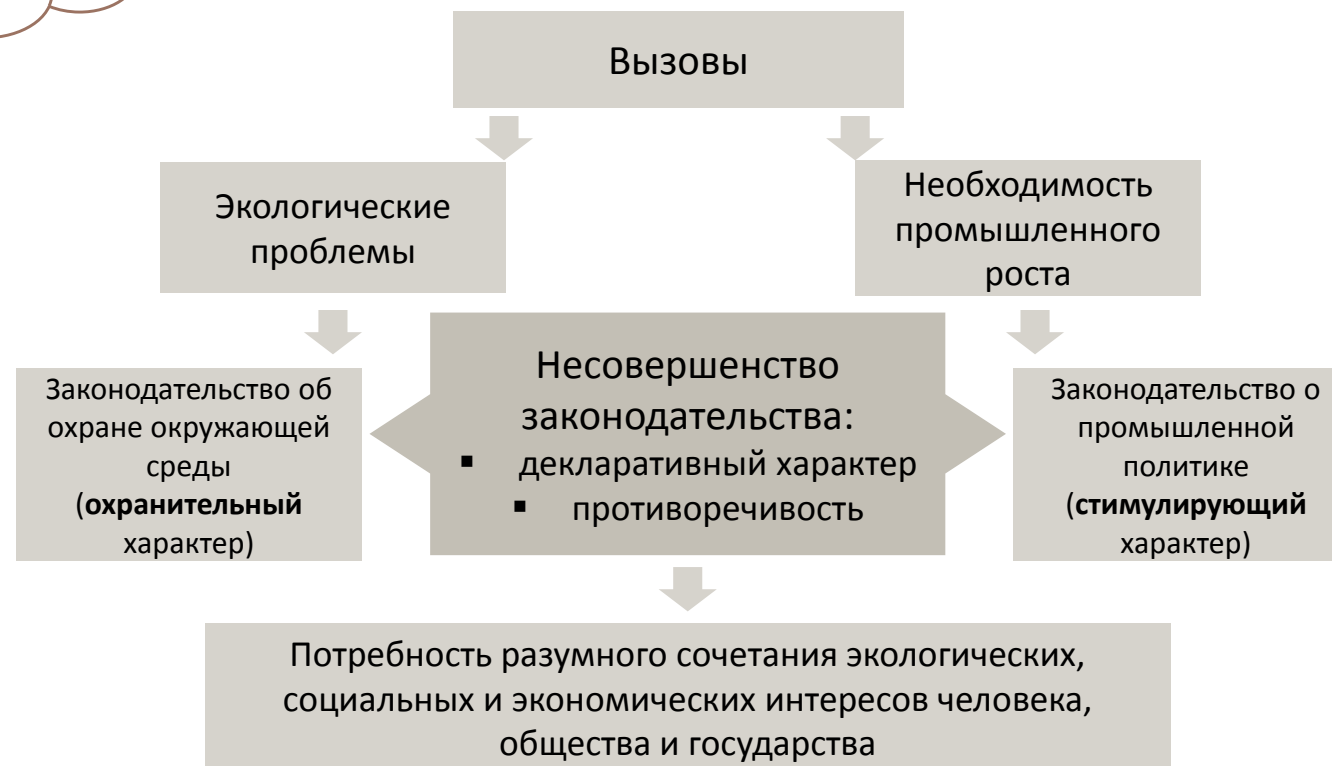 Вызовы
Экологические
проблемы
Необходимость
промышленного
роста
Законодательство об
охране окружающей
среды
(охранительный
характер)
Несовершенство
законодательства:
▪ декларативный характер
▪ противоречивость
Законодательство о
промышленной
политике
(стимулирующий
характер)
Потребность разумного сочетания экологических,
социальных и экономических интересов человека,
общества и государства